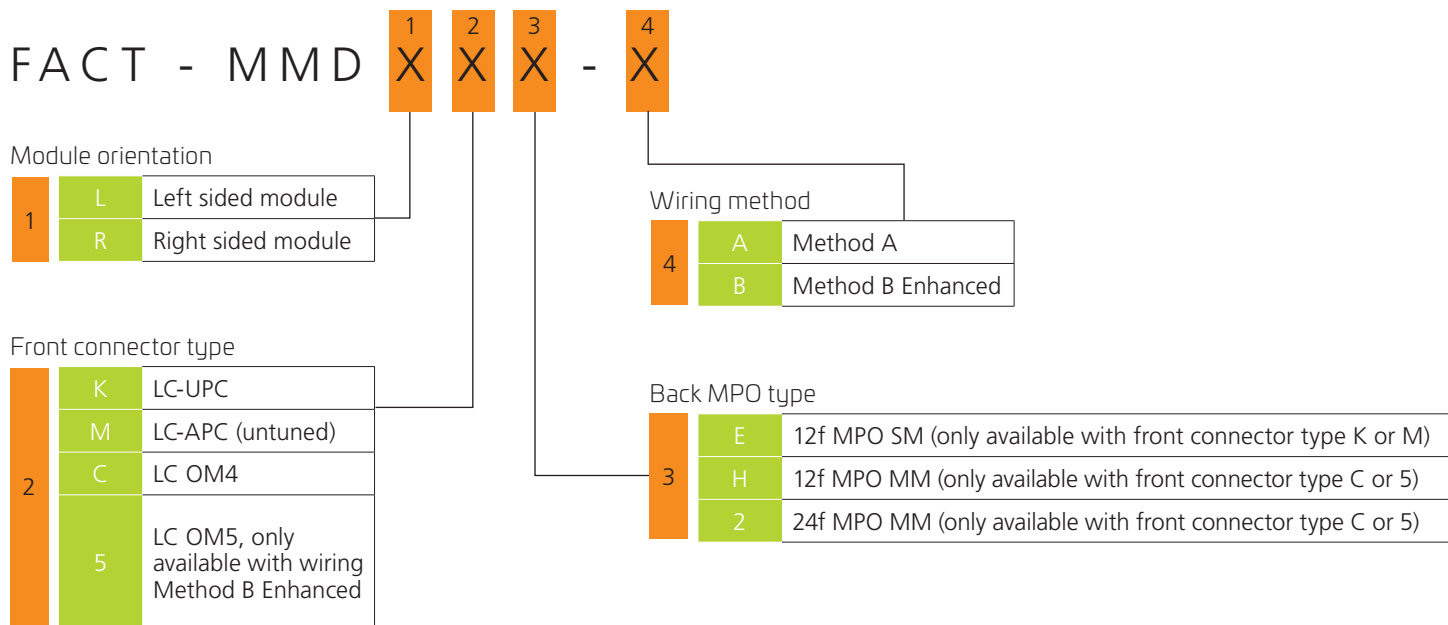 1 2 3 4
FACT - MMD X X X - X
Module orientation
1
L Left sided module
R Right sided module
Wiring method
4
A Method A
B Method B Enhanced
Front connector type
2
K LC-UPC
M LC-APC (untuned)
C LC OM4
5 LC OM5, only
available with wiring
Method B Enhanced
Back MPO type
3
E 12f MPO SM (only available with front connector type K or M)
H 12f MPO MM (only available with front connector type C or 5)
2 24f MPO MM (only available with front connector type C or 5)